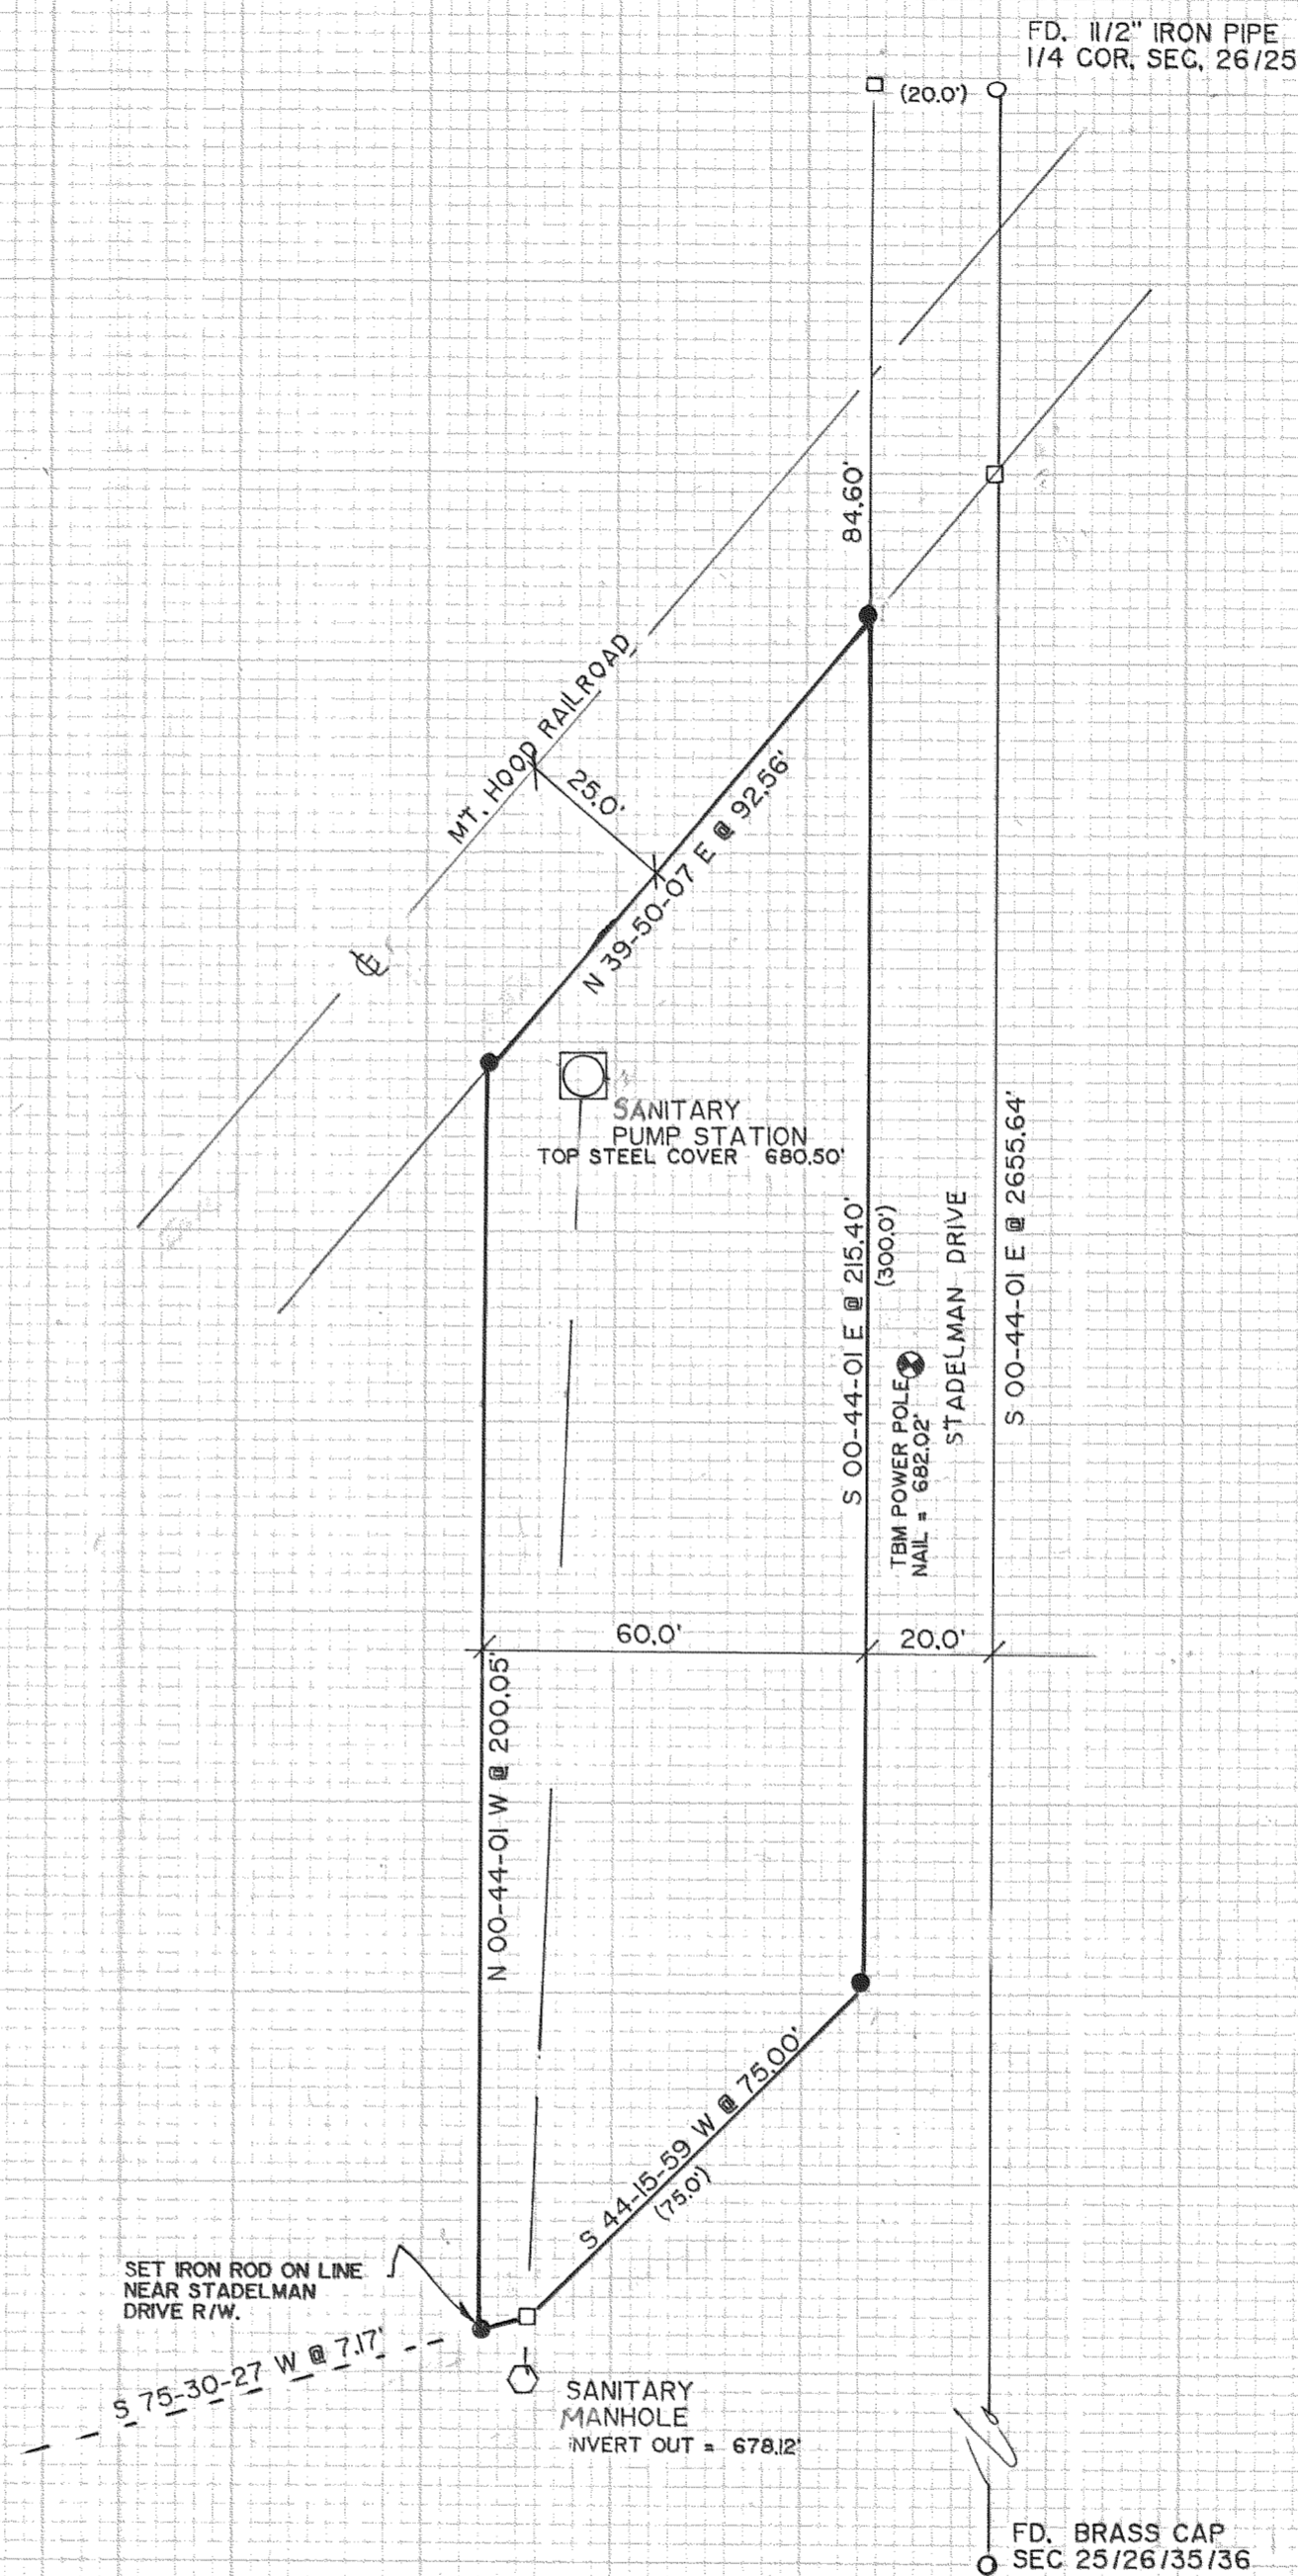 FD. 1 1/2" IRON PIPE
1/4 COR. SEC. 26/25
(20.0')
84.60'
MT. HOOD RAILROAD
25.0'
N 39-50-07 E @ 92.56'
℄
SANITARY
PUMP STATION
TOP STEEL COVER 680.50'
S 00-44-01 E @ 215.40'
(300.0')
STADELMAN DRIVE
S 00-44-01 E @ 2655.64'
TBM POWER POLE
NAIL = 682.02'
60.0'
20.0'
N 00-44-01 W @ 200.05'
S 44-15-59 W @ 75.00'
(75.0')
SET IRON ROD ON LINE
NEAR STADELMAN
DRIVE R/W.
S 75-30-27 W @ 7.17'
SANITARY
MANHOLE
INVERT OUT = 678.12'
FD. BRASS CAP
SEC 25/26/35/36